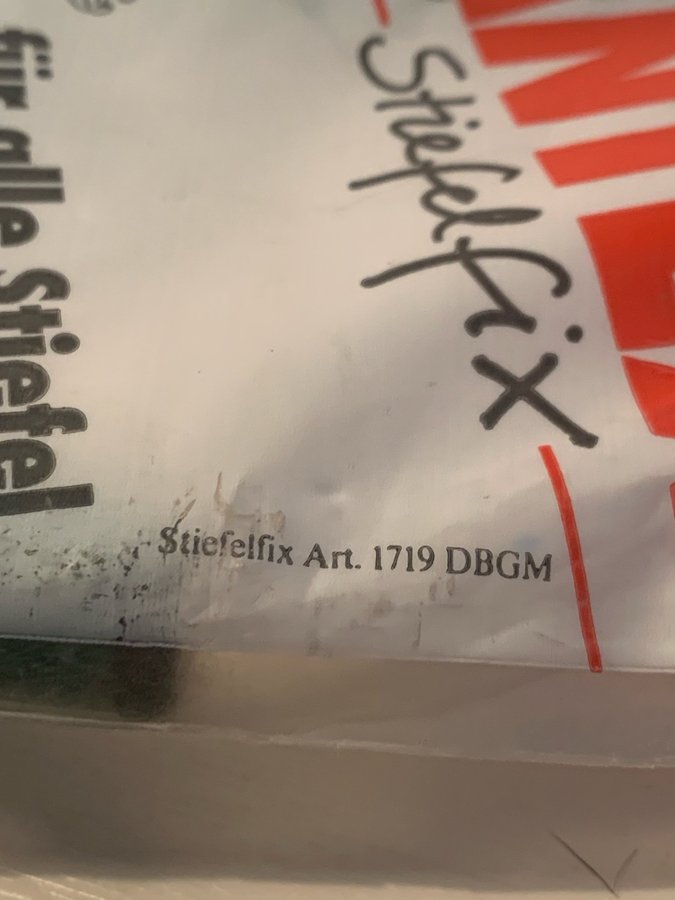 für alle Stiefel
Stiefelfix
Stiefelfix Art. 1719 DBGM